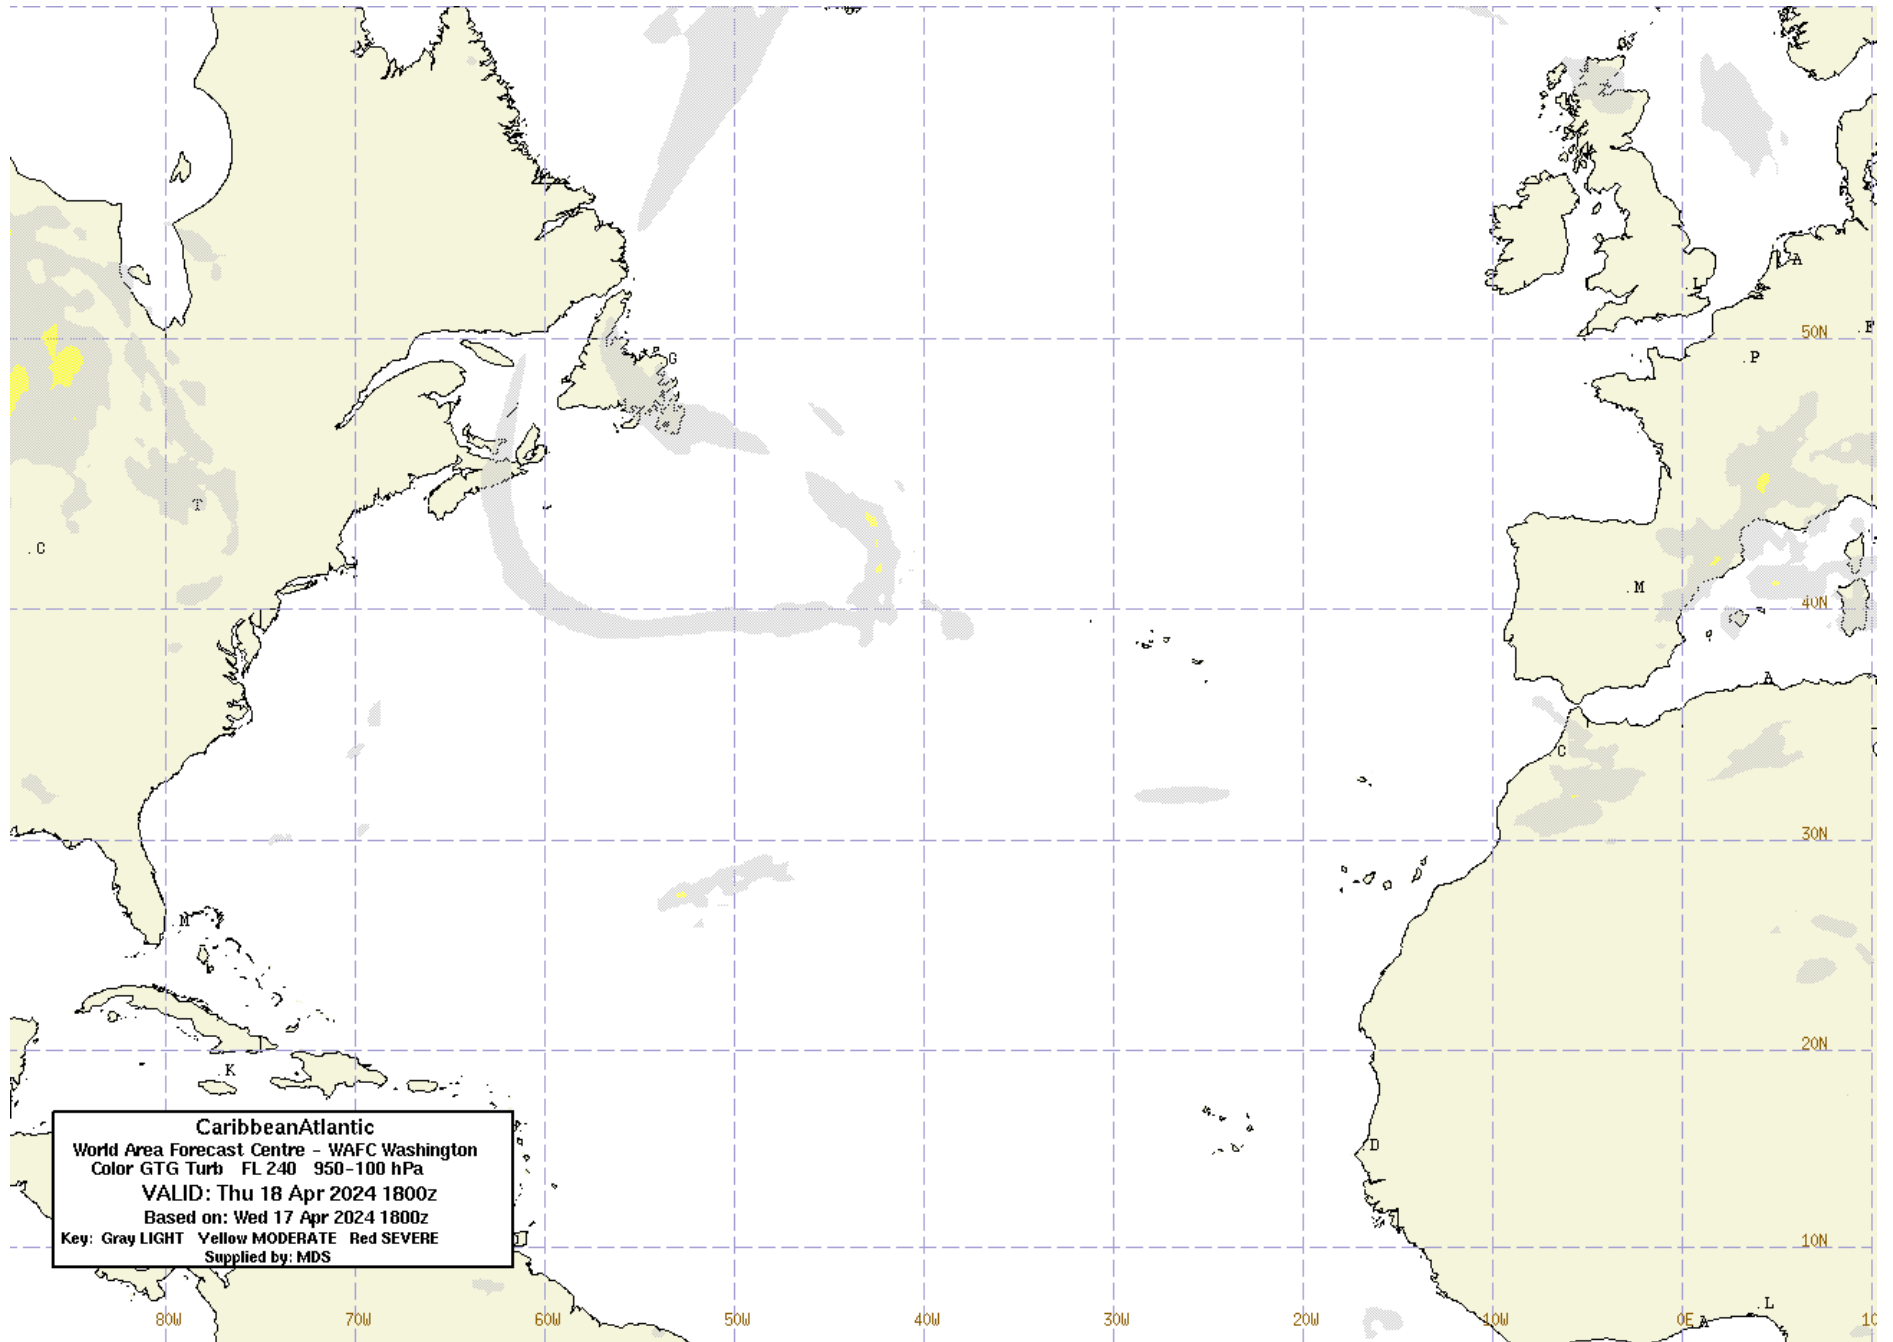 G
A
L
F
50N
P
T
C
M
40N
A
C
C
30N
M
20N
K
CaribbeanAtlantic
World Area Forecast Centre - WAFC Washington
Color GTG Turb FL 240 950-100 hPa
VALID: Thu 18 Apr 2024 1800z
Based on: Wed 17 Apr 2024 1800z
Key: Gray LIGHT Yellow MODERATE Red SEVERE
Supplied by: MDS
D
10N
L
A
80W
70W
60W
50W
40W
30W
20W
10W
0E